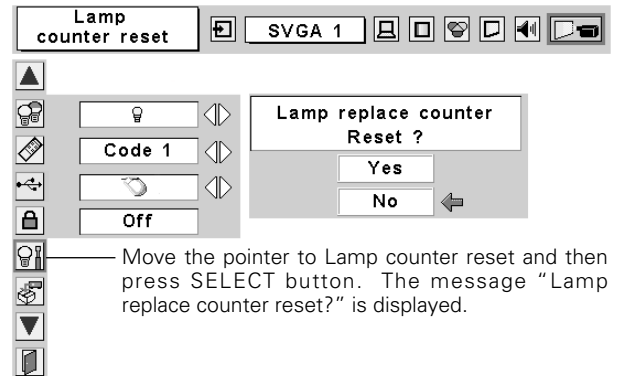 Lamp
counter reset
SVGA 1
Lamp replace counter
Reset ?
Code 1
Yes
No
Off
Move the pointer to Lamp counter reset and then
press SELECT button.  The message “Lamp
replace counter reset?” is displayed.